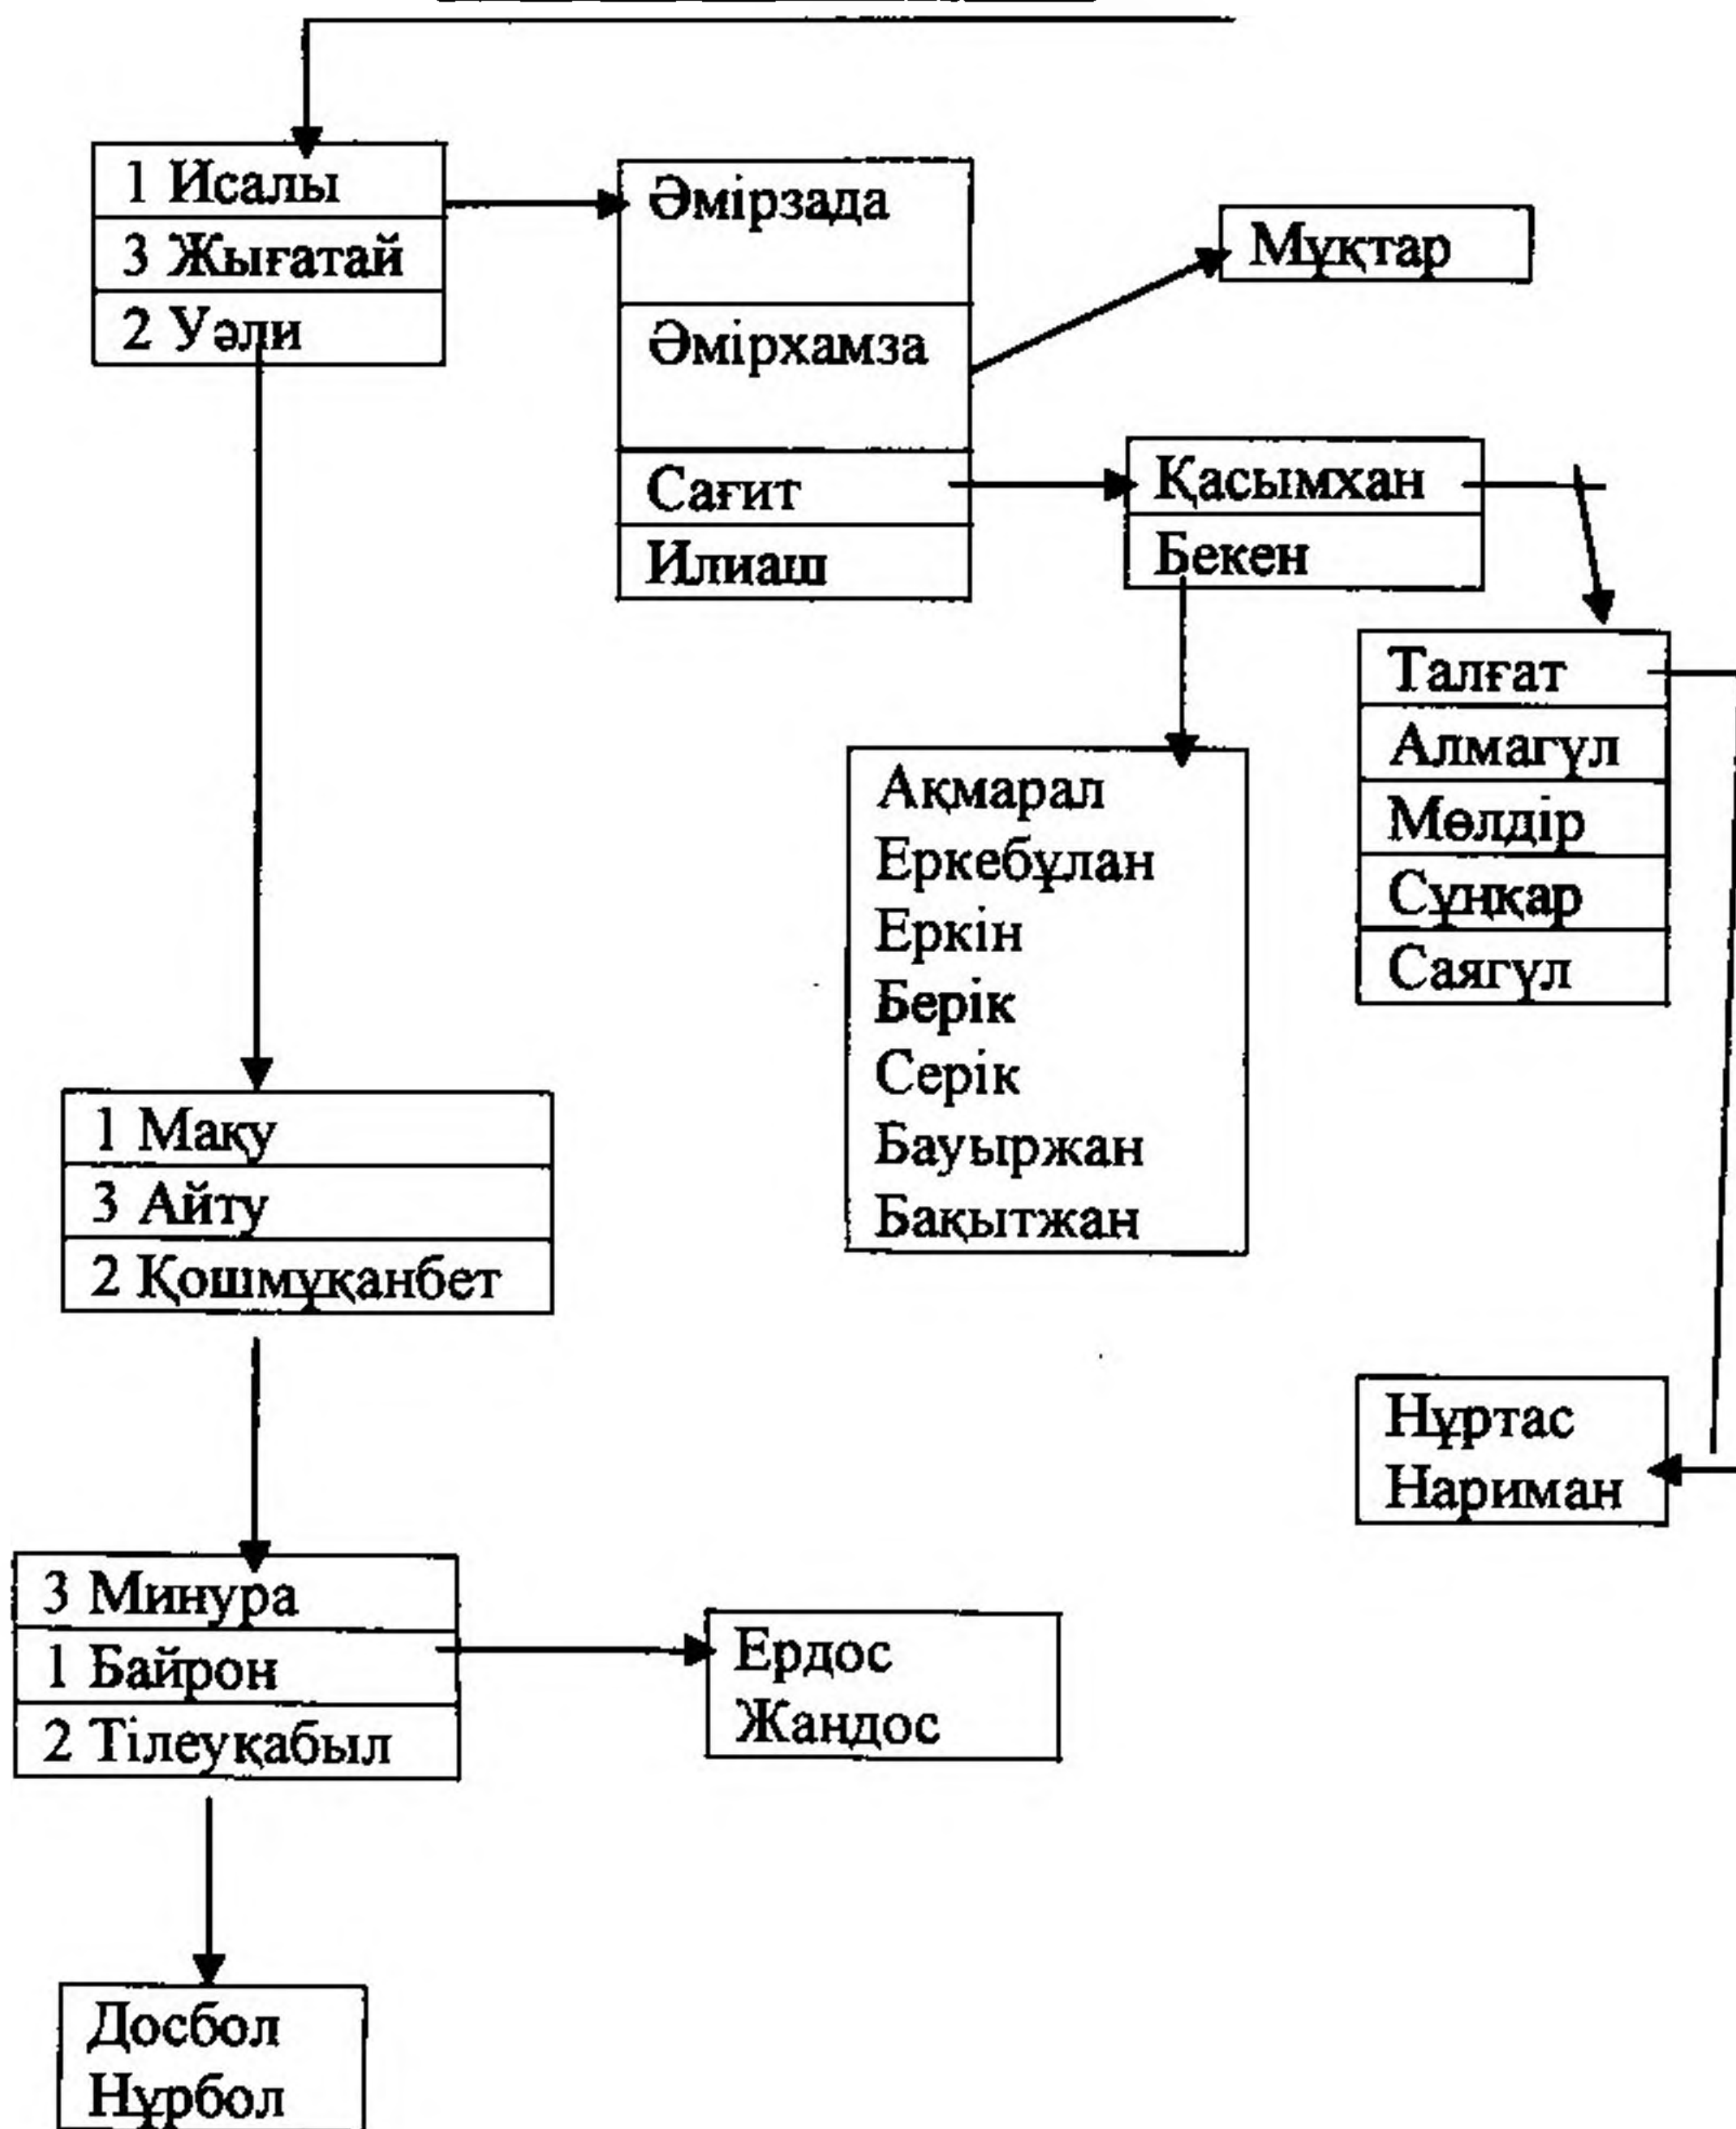 1 Исалы
3 Жығатай
2 Уәли
Әмірзада
Әмірхамза
Сағит
Илиаш
Мұқтар
Қасымхан
Бекен
Талғат
Алмагүл
Мөлдір
Сұңқар
Саягүл
Ақмарал
Еркебұлан
Еркін
Берік
Серік
Бауыржан
Бақытжан
1 Мақу
3 Айту
2 Қошмұқанбет
Нұртас
Нариман
3 Минура
1 Байрон
2 Тілеуқабыл
Ердос
Жандос
Досбол
Нұрбол